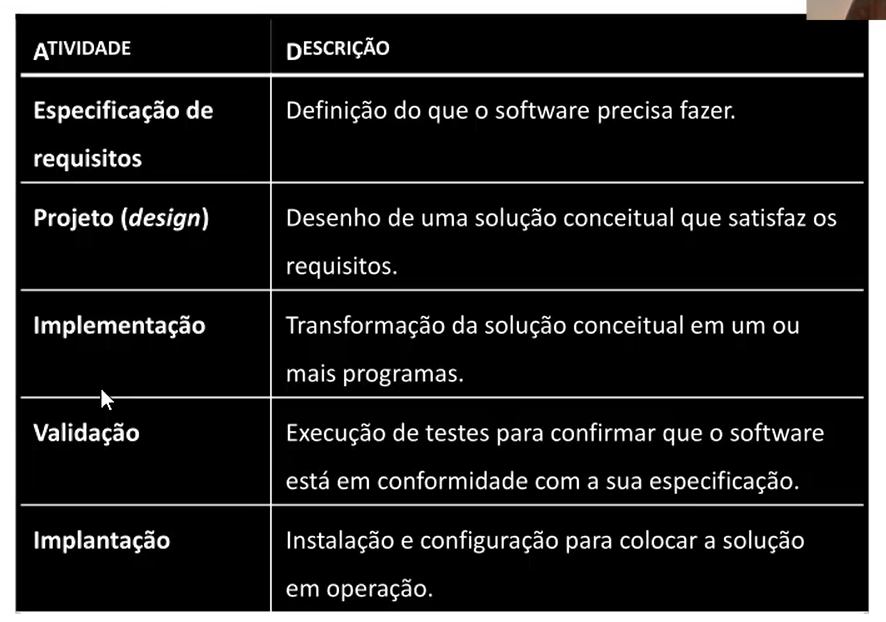 ATIVIDADE DESCRIÇÃO
Especificação de Definição do que o software precisa fazer.
requisitos
Projeto (design) Desenho de uma solução conceitual que satisfaz os
requisitos.
Implementação Transformação da solução conceitual em um ou
mais programas.
Validação Execução de testes para confirmar que o software
está em conformidade com a sua especificação.
Implantação Instalação e configuração para colocar a solução
em operação.